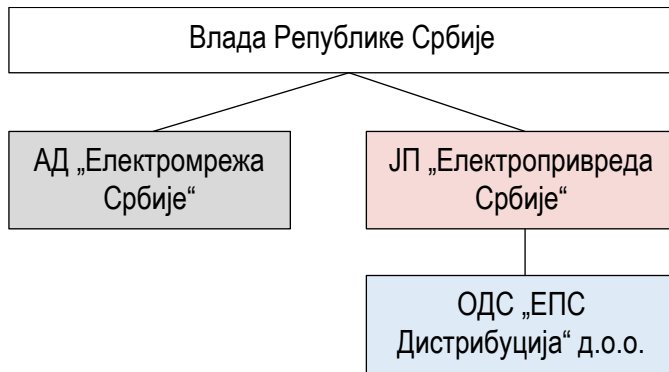 Влада Републике Србије
АД „Електромрежа
Србије“
ЈП „Електропривреда
Србије“
ОДС „ЕПС
Дистрибуција“ д.о.о.